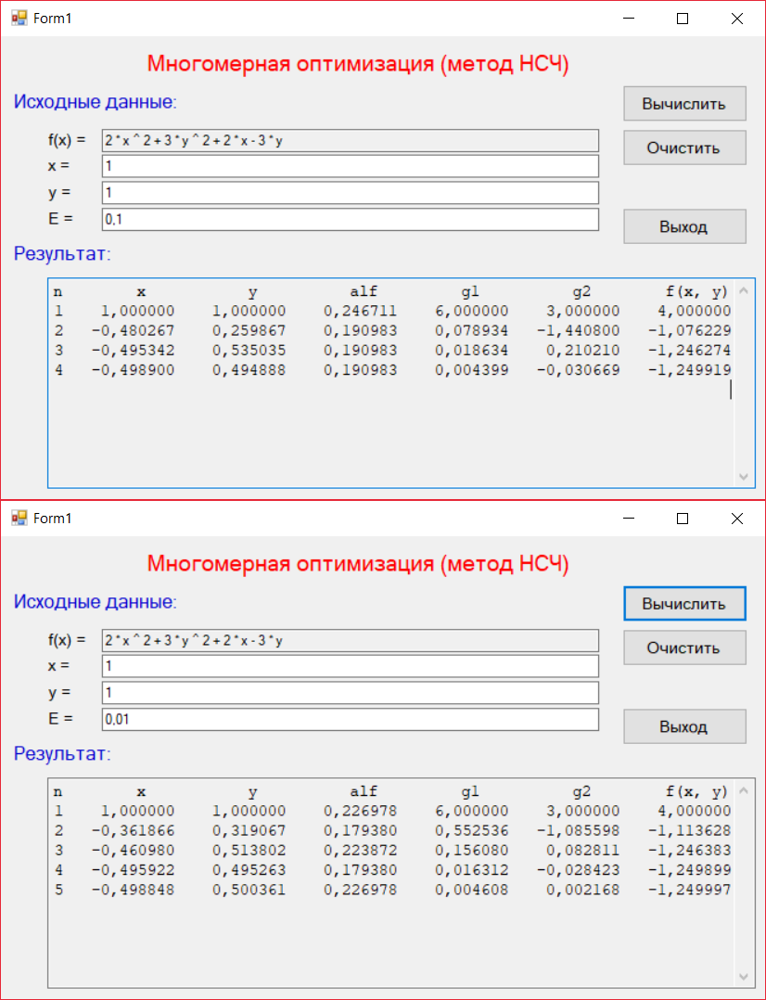 Form1
Многомерная оптимизация (метод НСЧ)
Исходные данные:
Вычислить
f(x) = 2*x^2+3*y^2+2*x-3*y
Очистить
x = 1
y = 1
E = 0,1
Выход
Результат:
n x y alf g1 g2 f(x, y)
1 1,000000 1,000000 0,246711 6,000000 3,000000 4,000000
2 -0,480267 0,259867 0,190983 0,078934 -1,440800 -1,076229
3 -0,495342 0,535035 0,190983 0,018634 0,210210 -1,246274
4 -0,498900 0,494888 0,190983 0,004399 -0,030669 -1,249919
Form1
Многомерная оптимизация (метод НСЧ)
Исходные данные:
Вычислить
f(x) = 2*x^2+3*y^2+2*x-3*y
Очистить
x = 1
y = 1
E = 0,01
Выход
Результат:
n x y alf g1 g2 f(x, y)
1 1,000000 1,000000 0,226978 6,000000 3,000000 4,000000
2 -0,361866 0,319067 0,179380 0,552536 -1,085598 -1,113628
3 -0,460980 0,513802 0,223872 0,156080 0,082811 -1,246383
4 -0,495922 0,495263 0,179380 0,016312 -0,028423 -1,249899
5 -0,498848 0,500361 0,226978 0,004608 0,002168 -1,249997